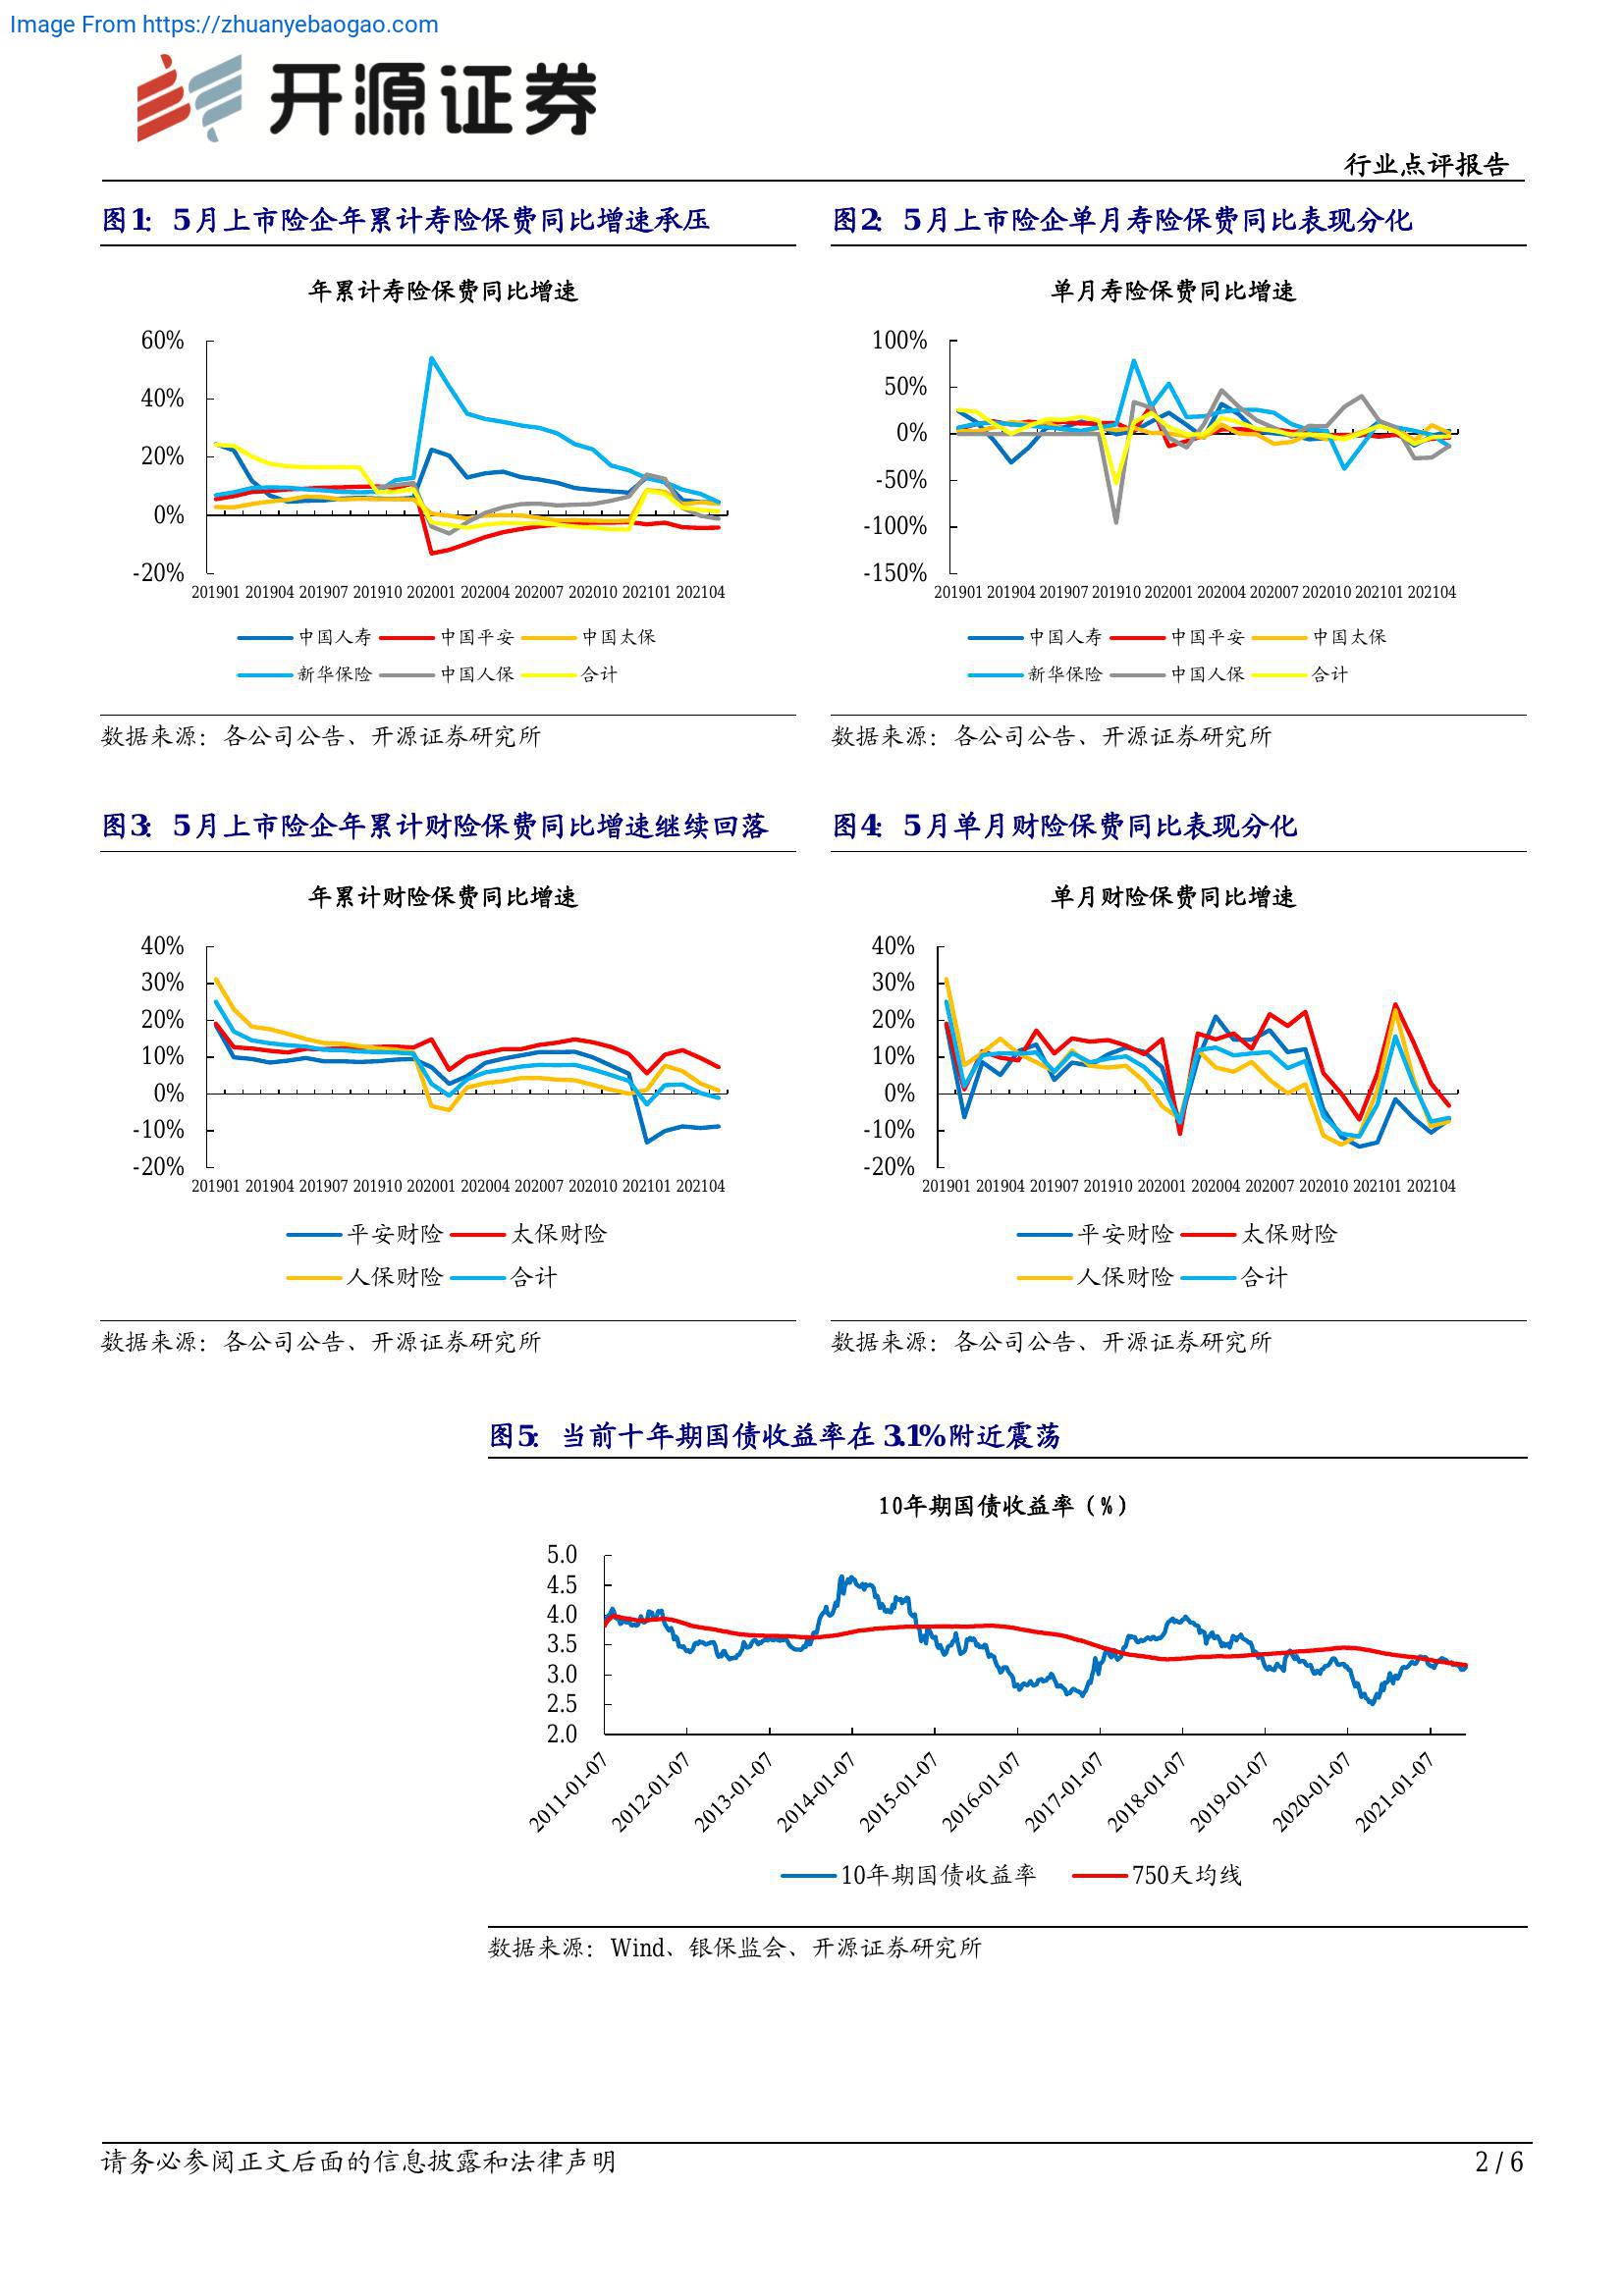 Image From https://zhuanyebaogao.com
开源证券
行业点评报告
图1: 5月上市险企年累计寿险保费同比增速承压
年累计寿险保费同比增速
60%
40%
20%
0%
-20%
201901 201904 201907 201910 202001 202004 202007 202010 202101 202104
中国人寿 中国平安 中国太保
新华保险 中国人保 合计
数据来源：各公司公告、开源证券研究所
图2: 5月上市险企单月寿险保费同比表现分化
单月寿险保费同比增速
100%
50%
0%
-50%
-100%
-150%
201901 201904 201907 201910 202001 202004 202007 202010 202101 202104
中国人寿 中国平安 中国太保
新华保险 中国人保 合计
数据来源：各公司公告、开源证券研究所
图3: 5月上市险企年累计财险保费同比增速继续回落
年累计财险保费同比增速
40%
30%
20%
10%
0%
-10%
-20%
201901 201904 201907 201910 202001 202004 202007 202010 202101 202104
平安财险 太保财险
人保财险 合计
数据来源：各公司公告、开源证券研究所
图4: 5月单月财险保费同比表现分化
单月财险保费同比增速
40%
30%
20%
10%
0%
-10%
-20%
201901 201904 201907 201910 202001 202004 202007 202010 202101 202104
平安财险 太保财险
人保财险 合计
数据来源：各公司公告、开源证券研究所
图5: 当前十年期国债收益率在 3.1%附近震荡
10年期国债收益率（%）
5.0
4.5
4.0
3.5
3.0
2.5
2.0
2011-01-07 2012-01-07 2013-01-07 2014-01-07 2015-01-07 2016-01-07 2017-01-07 2018-01-07 2019-01-07 2020-01-07 2021-01-07
10年期国债收益率 750天均线
数据来源：Wind、银保监会、开源证券研究所
请务必参阅正文后面的信息披露和法律声明 2 / 6